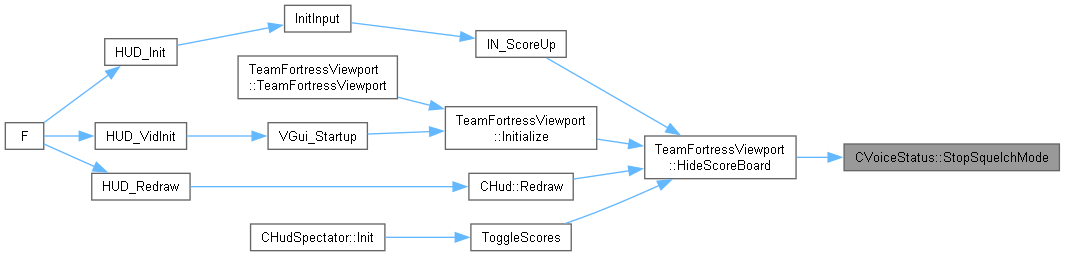 InitInput
HUD_Init
IN_ScoreUp
TeamFortressViewport
::TeamFortressViewport
F
HUD_VidInit
VGui_Startup
TeamFortressViewport
::Initialize
TeamFortressViewport
::HideScoreBoard
CVoiceStatus::StopSquelchMode
HUD_Redraw
CHud::Redraw
CHudSpectator::Init
ToggleScores